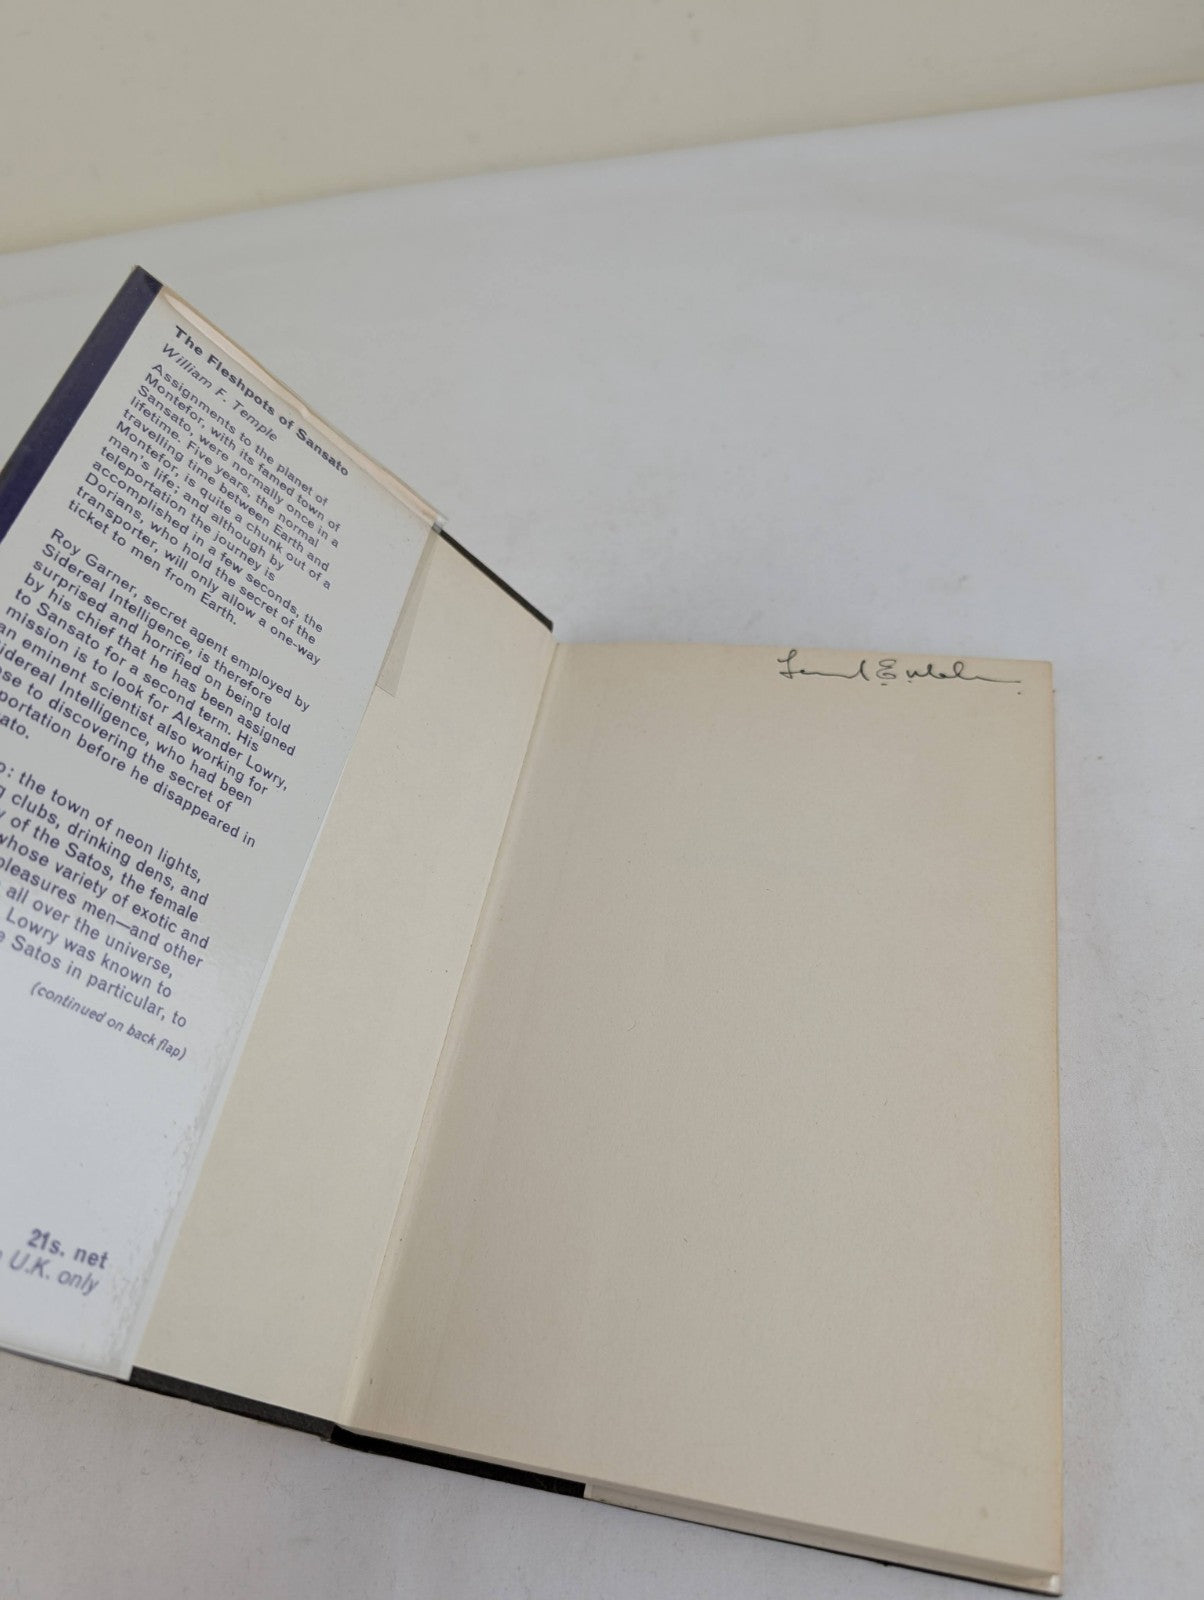 The Fleshpots of Sansato
William F. Temple
Assignments to the planet of
Montefor, with its famed town of
Sansato, were normally once in a
lifetime. Five years, the normal
travelling time between Earth and
Montefor, is quite a chunk out of a
man's life; and although by
teleportation the journey is
accomplished in a few seconds, the
Dorians, who hold the secret of the
transporter, will only allow a one-way
ticket to men from Earth.
Roy Garner, secret agent employed by
Sidereal Intelligence, is therefore
surprised and horrified on being told
by his chief that he has been assigned
to Sansato for a second term. His
mission is to look for Alexander Lowry,
an eminent scientist also working for
idereal Intelligence, who had been
se to discovering the secret of
portation before he disappeared in
ato.
o: the town of neon lights,
g clubs, drinking dens, and
y of the Satos, the female
whose variety of exotic and
pleasures men—and other
all over the universe,
Lowry was known to
e Satos in particular, to
(continued on back flap)
21s. net
U.K. only